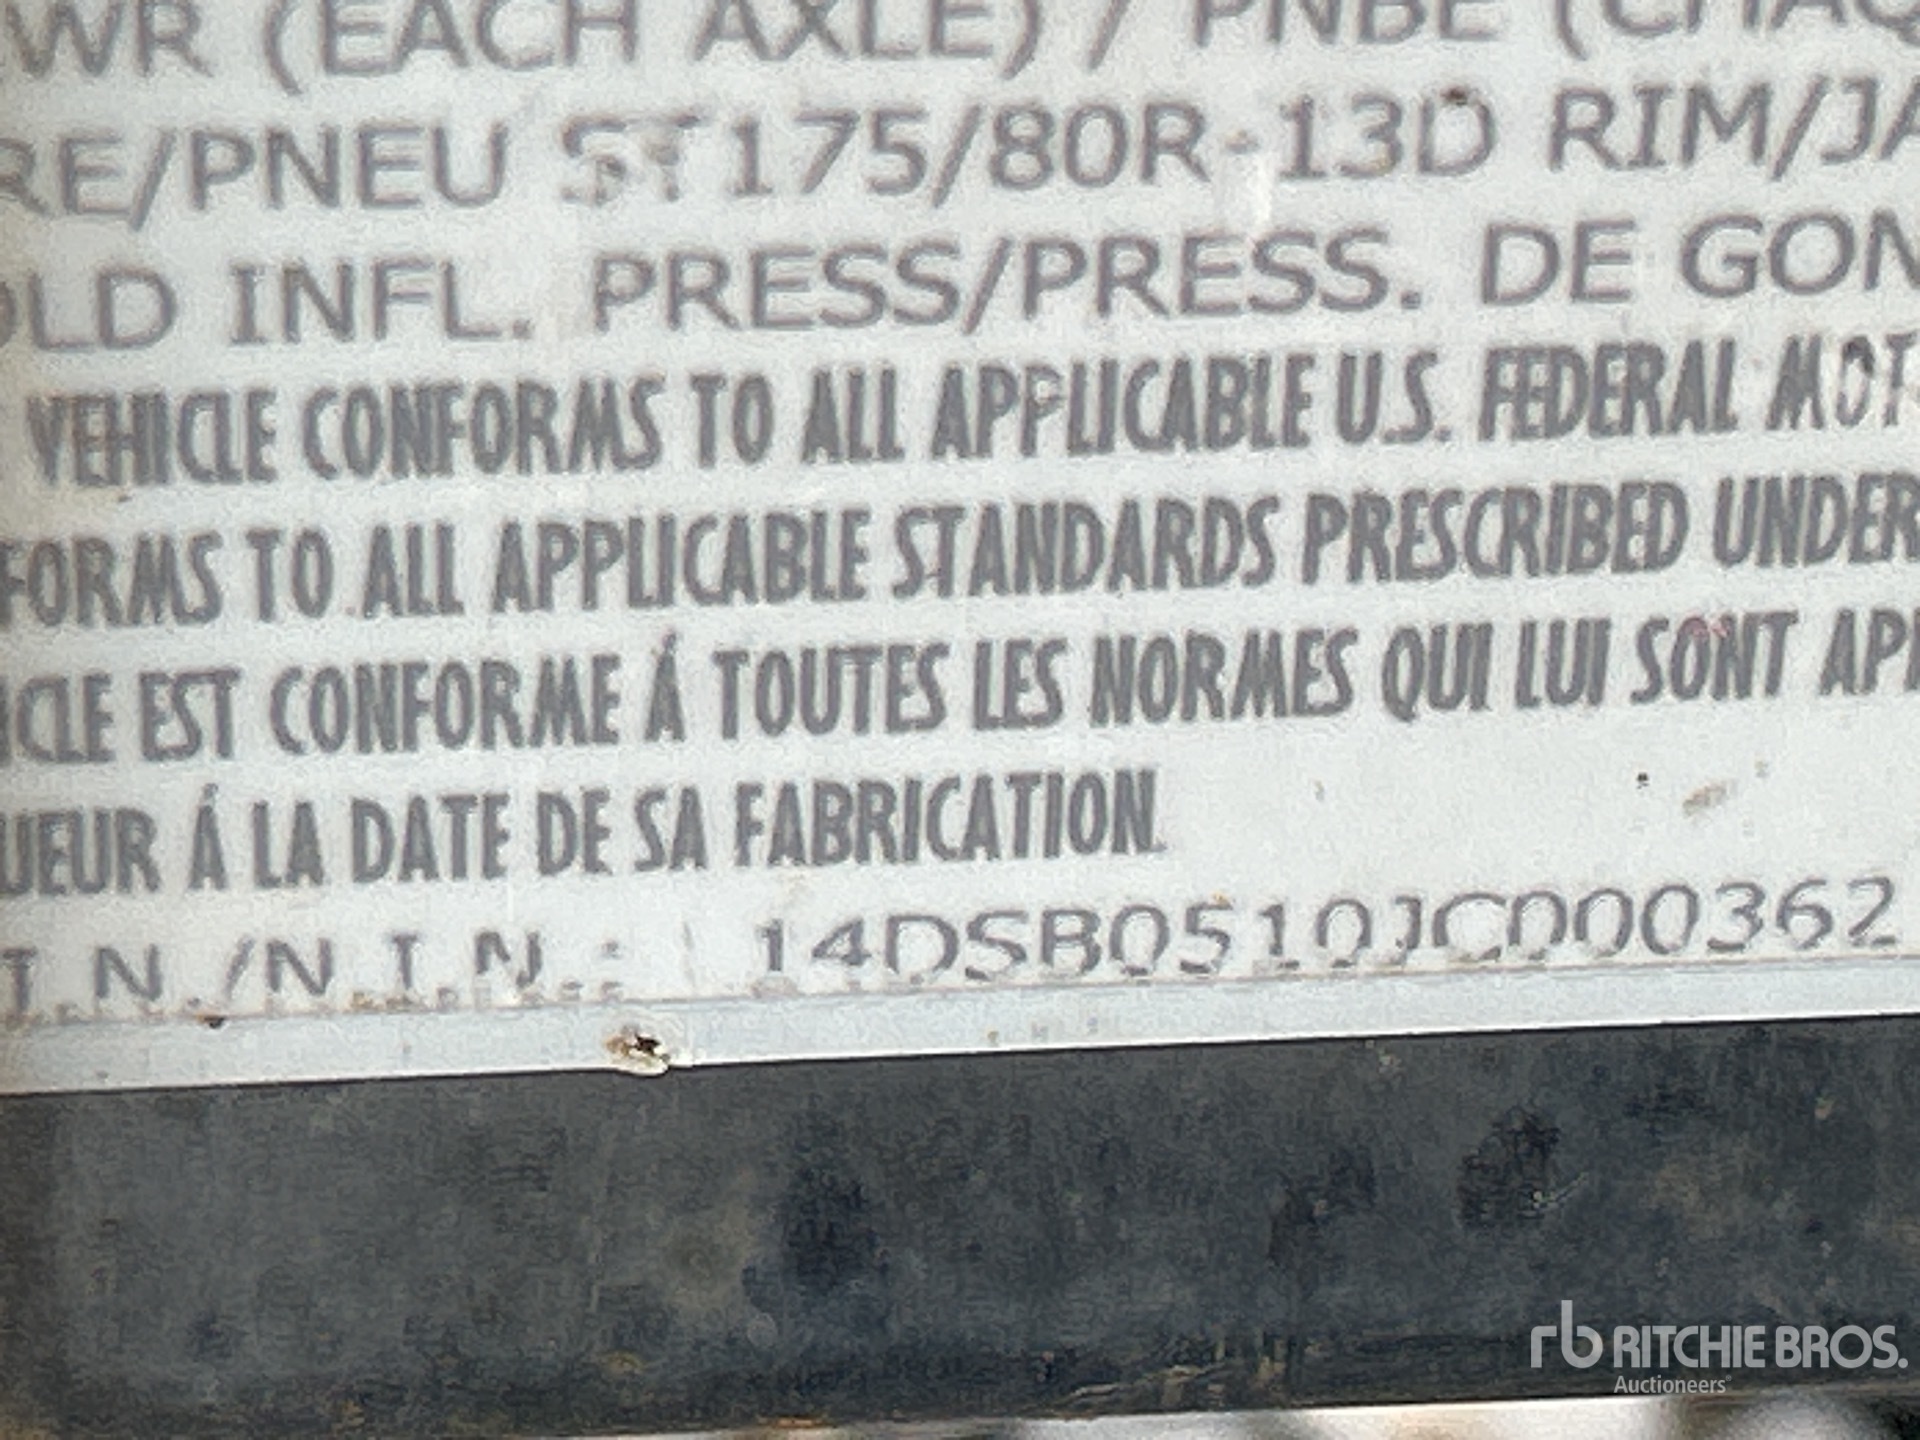 WR (EACH AXLE) / PNBE (CHAQ
RE/PNEU ST175/80R-13D RIM/JA
OLD INFL. PRESS/PRESS. DE GON
VEHICLE CONFORMS TO ALL APPLICABLE U.S. FEDERAL MOT
FORMS TO ALL APPLICABLE STANDARDS PRESCRIBED UNDER
ICLE EST CONFORME Á TOUTES LES NORMES QUI LUI SONT APP
UEUR Á LA DATE DE SA FABRICATION.
I.N./N.I.N.: 14DSB0510JC000362
rb RITCHIE BROS.
Auctioneers